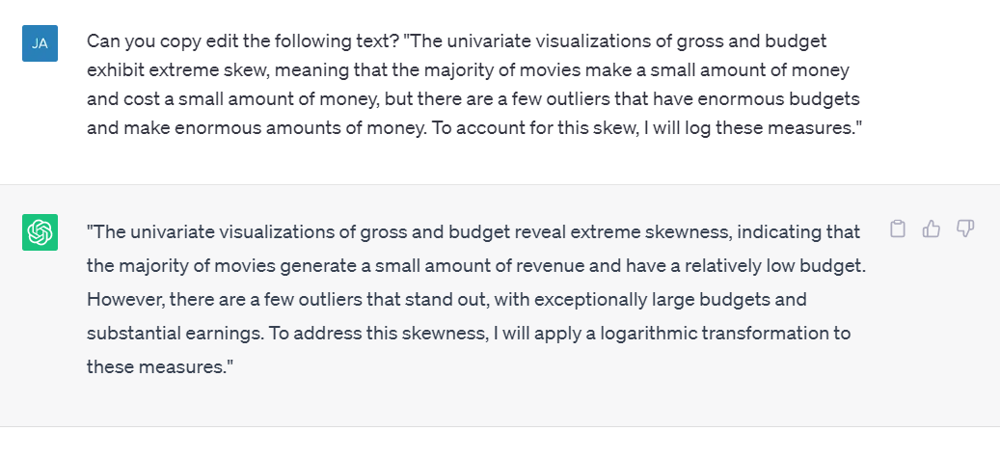 JA
Can you copy edit the following text? "The univariate visualizations of gross and budget
exhibit extreme skew, meaning that the majority of movies make a small amount of money
and cost a small amount of money, but there are a few outliers that have enormous budgets
and make enormous amounts of money. To account for this skew, I will log these measures."
"The univariate visualizations of gross and budget reveal extreme skewness, indicating that
the majority of movies generate a small amount of revenue and have a relatively low budget.
However, there are a few outliers that stand out, with exceptionally large budgets and
substantial earnings. To address this skewness, I will apply a logarithmic transformation to
these measures."